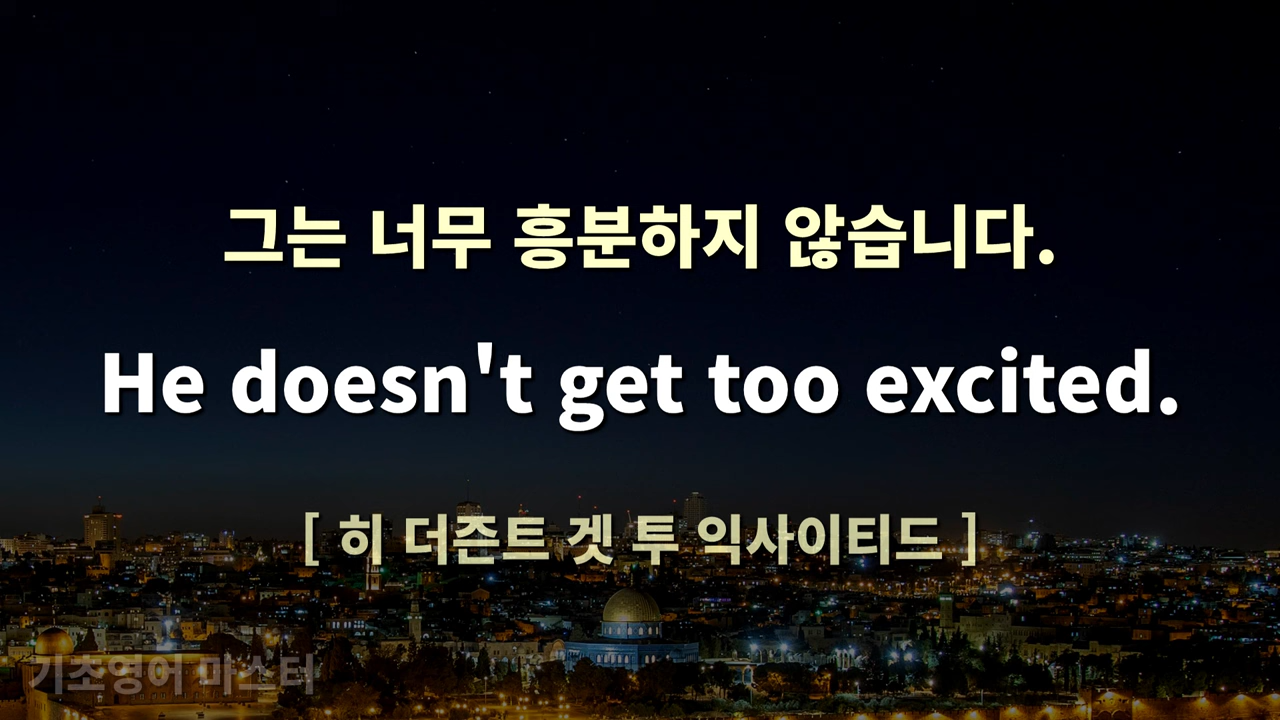 그는 너무 흥분하지 않습니다.
He doesn't get too excited.
[ 히 더즌트 겟 투 익사이티드 ]
기초영어 마스터